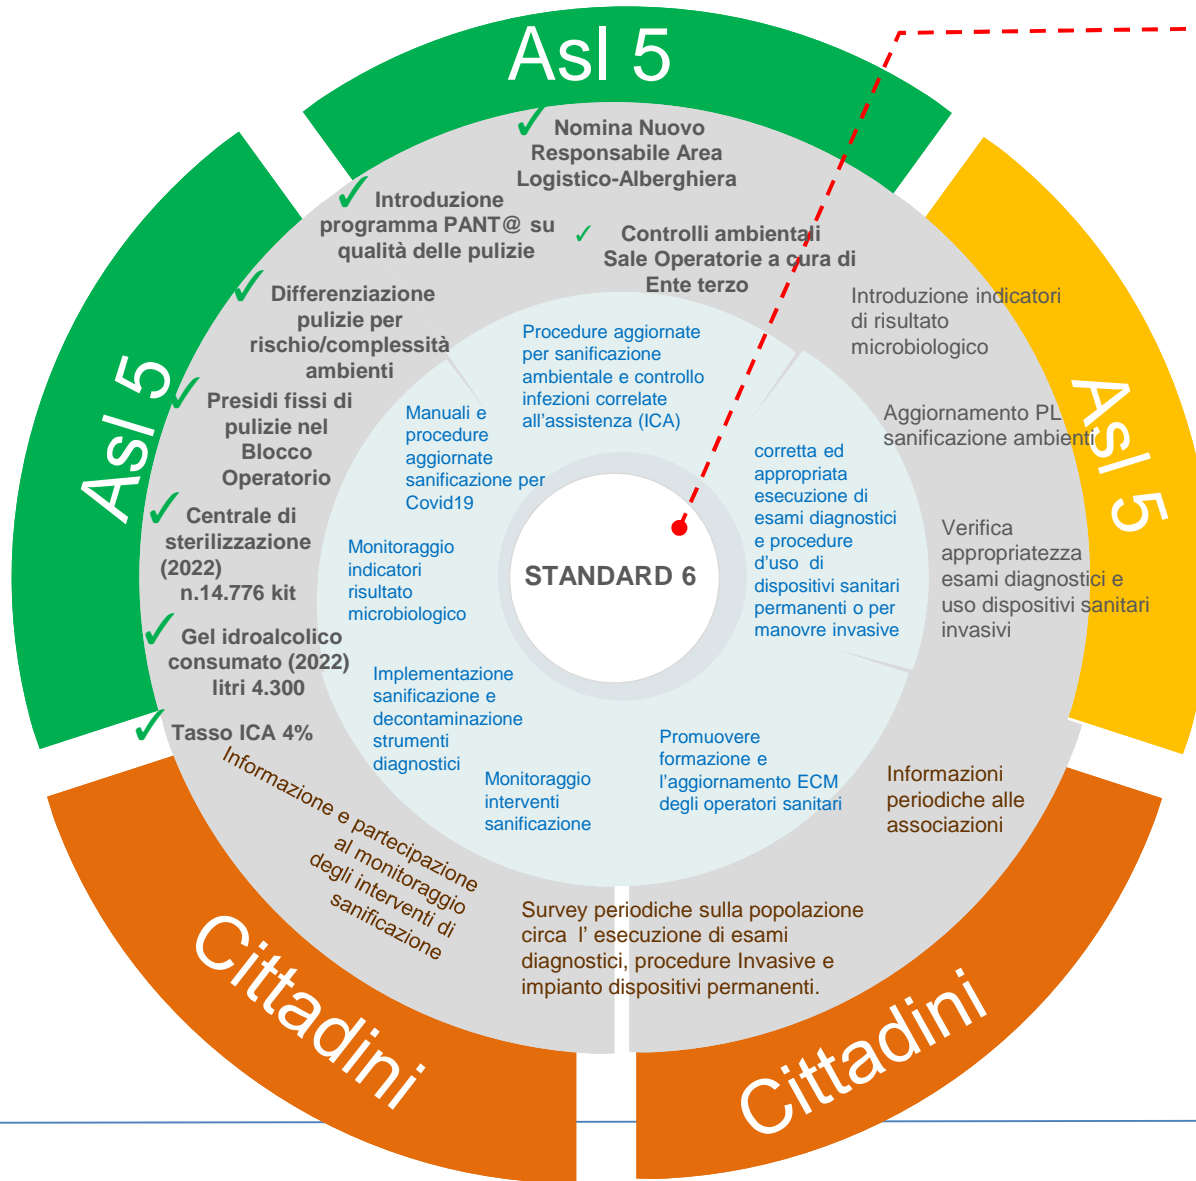 Asl 5
✓ Nomina Nuovo
Responsabile Area
Logistico-Alberghiera
✓ Introduzione
programma PANT@ su
qualità delle pulizie
✓ Controlli ambientali
Sale Operatorie a cura di
Ente terzo
✓ Differenziazione
pulizie per
rischio/complessità
ambienti
Asl 5
✓ Presidi fissi di
pulizie nel
Blocco
Operatorio
✓ Centrale di
sterilizzazione
(2022)
n.14.776 kit
✓ Gel idroalcolico
consumato (2022)
litri 4.300
✓ Tasso ICA 4%
Introduzione indicatori
di risultato
microbiologico
Asl 5
Aggiornamento PL
sanificazione ambienti
Verifica
appropriatezza
esami diagnostici e
uso dispositivi sanitari
invasivi
Procedure aggiornate
per sanificazione
ambientale e controllo
infezioni correlate
all'assistenza (ICA)
Manuali e
procedure
aggiornate
sanificazione per
Covid19
corretta ed
appropriata
esecuzione di
esami diagnostici
e procedure
d'uso di
dispositivi sanitari
permanenti o per
manovre invasive
Monitoraggio
indicatori
risultato
microbiologico
STANDARD 6
Implementazione
sanificazione e
decontaminazione
strumenti
diagnostici
Monitoraggio
interventi
sanificazione
Promuovere
formazione e
l'aggiornamento ECM
degli operatori sanitari
Informazioni
periodiche alle
associazioni
Informazione e partecipazione
al monitoraggio
degli interventi di
sanificazione
Survey periodiche sulla popolazione
circa l' esecuzione di esami
diagnostici, procedure Invasive e
impianto dispositivi permanenti.
Cittadini
Cittadini